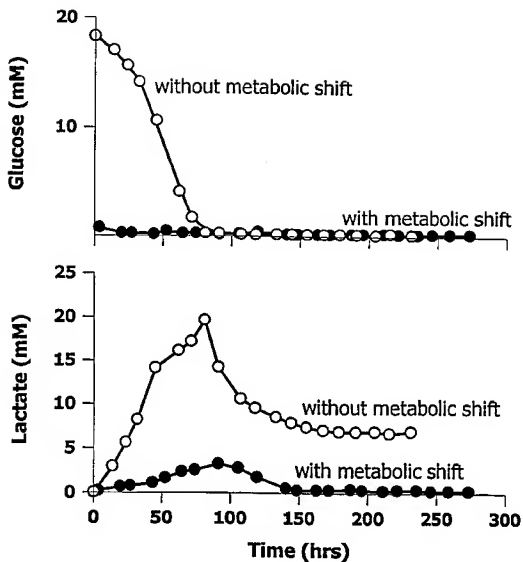 20
10
Glucose (mM)
without metabolic shift
with metabolic shift
25
20
15
10
5
0
Lactate (mM)
without metabolic shift
with metabolic shift
0 50 100 150 200 250 300
Time (hrs)